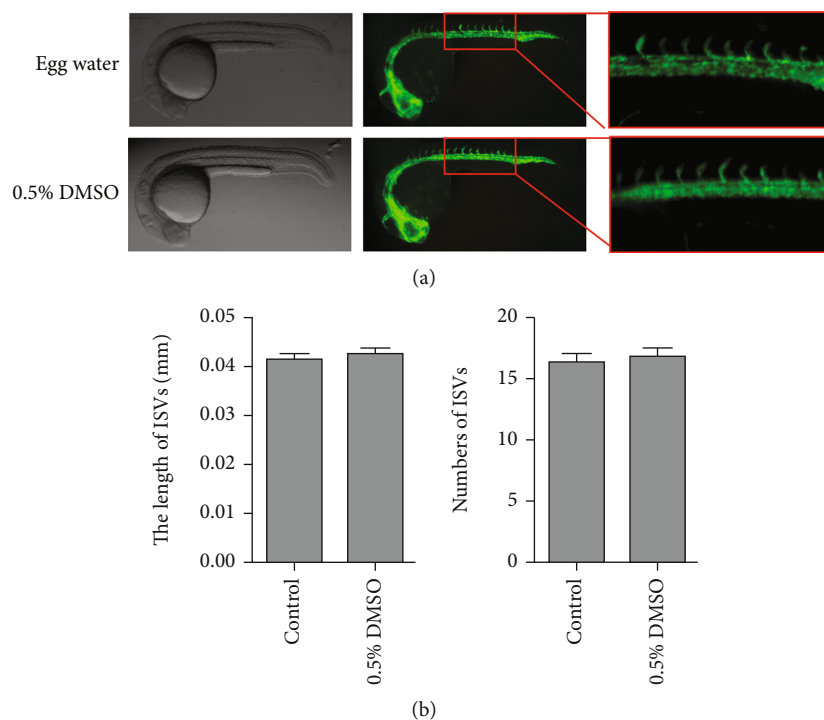 Egg water
0.5% DMSO
(a)
The length of ISVs (mm)
0.05
0.04
0.03
0.02
0.01
0.00
Control
0.5% DMSO
Numbers of ISVs
20
15
10
5
0
Control
0.5% DMSO
(b)